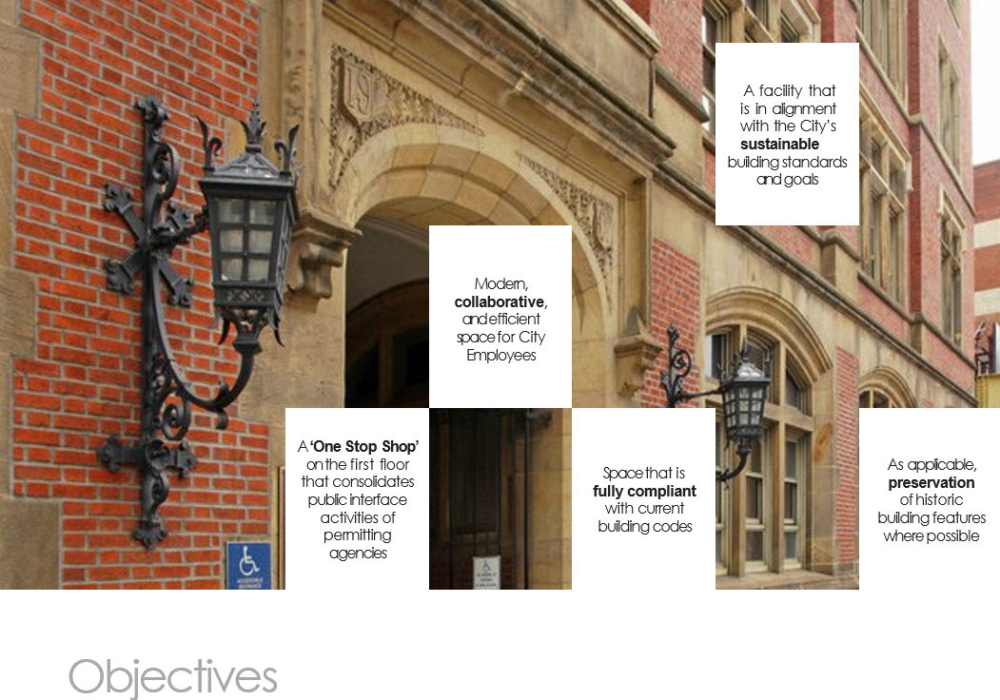 A facility that
is in alignment
with the City’s
sustainable
building standards
and goals
Modern,
collaborative,
and efficient
space for City
Employees
A ‘One Stop Shop’
on the first floor
that consolidates
public interface
activities of
permitting
agencies
Space that is
fully compliant
with current
building codes
As applicable,
preservation
of historic
building features
where possible
ACCESSIBLE
ENTRANCE
Objectives